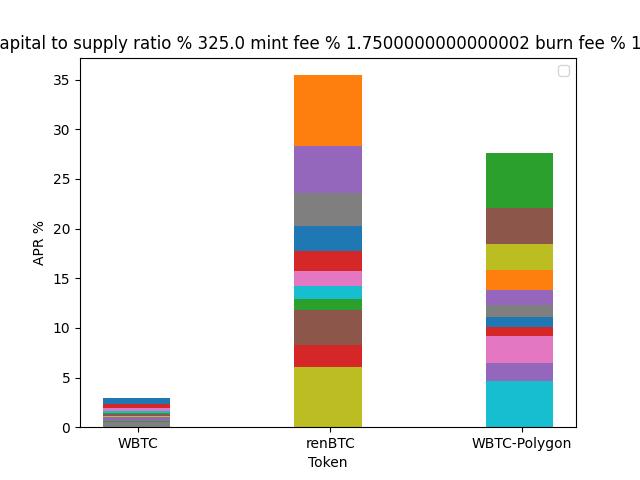 apital to supply ratio % 325.0 mint fee % 1.7500000000000002 burn fee % 1
35
30
25
20
15
10
5
0
APR %
WBTC
renBTC
WBTC-Polygon
Token